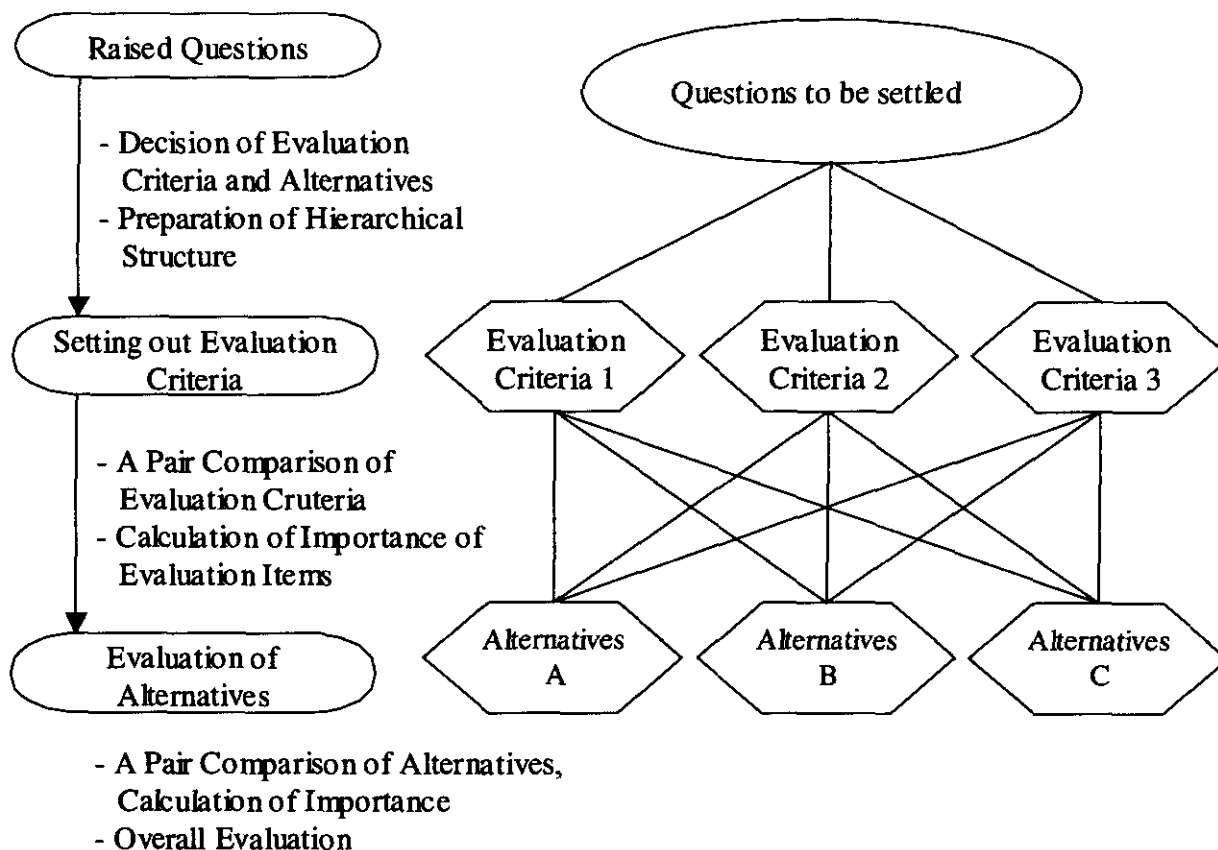 Raised Questions
- Decision of Evaluation
Criteria and Alternatives
- Preparation of Hierarchical
Structure
Setting out Evaluation
Criteria
- A Pair Comparison of
Evaluation Cruteria
- Calculation of Importance of
Evaluation Items
Evaluation of
Alternatives
- A Pair Comparison of Alternatives,
Calculation of Importance
- Overall Evaluation
Questions to be settled
Evaluation
Criteria 1
Evaluation
Criteria 2
Evaluation
Criteria 3
Alternatives
A
Alternatives
B
Alternatives
C